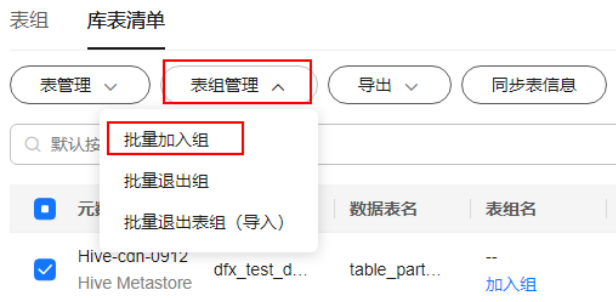 表组 库表清单
表管理 表组管理 导出 同步表信息
默认按
批量加入组
批量退出组
批量退出表组（导入）
数据表名 表组名
Hive-cdn-0912 dfx_test_d... table_part... --
Hive Metastore 加入组